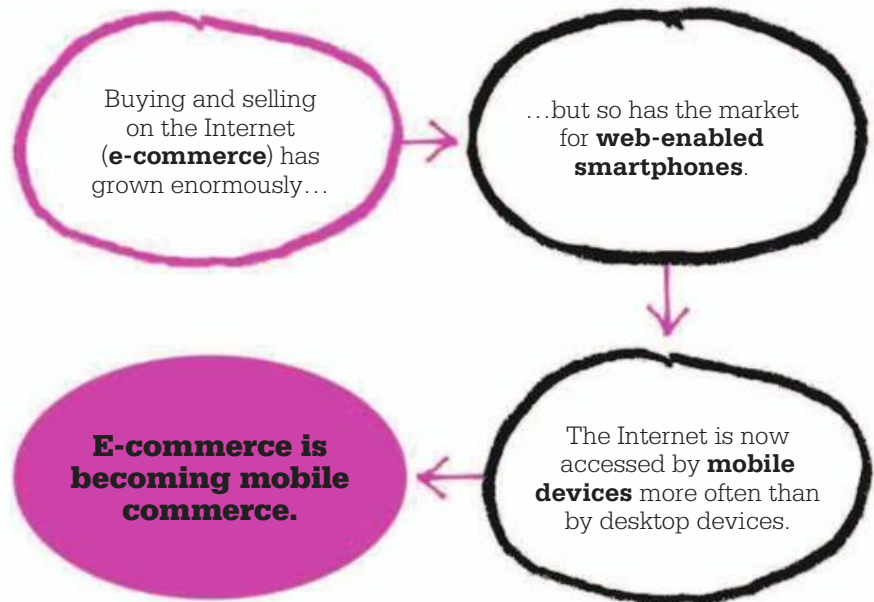 Buying and selling
on the Internet
(e-commerce) has
grown enormously…
…but so has the market
for web-enabled
smartphones.
The Internet is now
accessed by mobile
devices more often than
by desktop devices.
E-commerce is
becoming mobile
commerce.